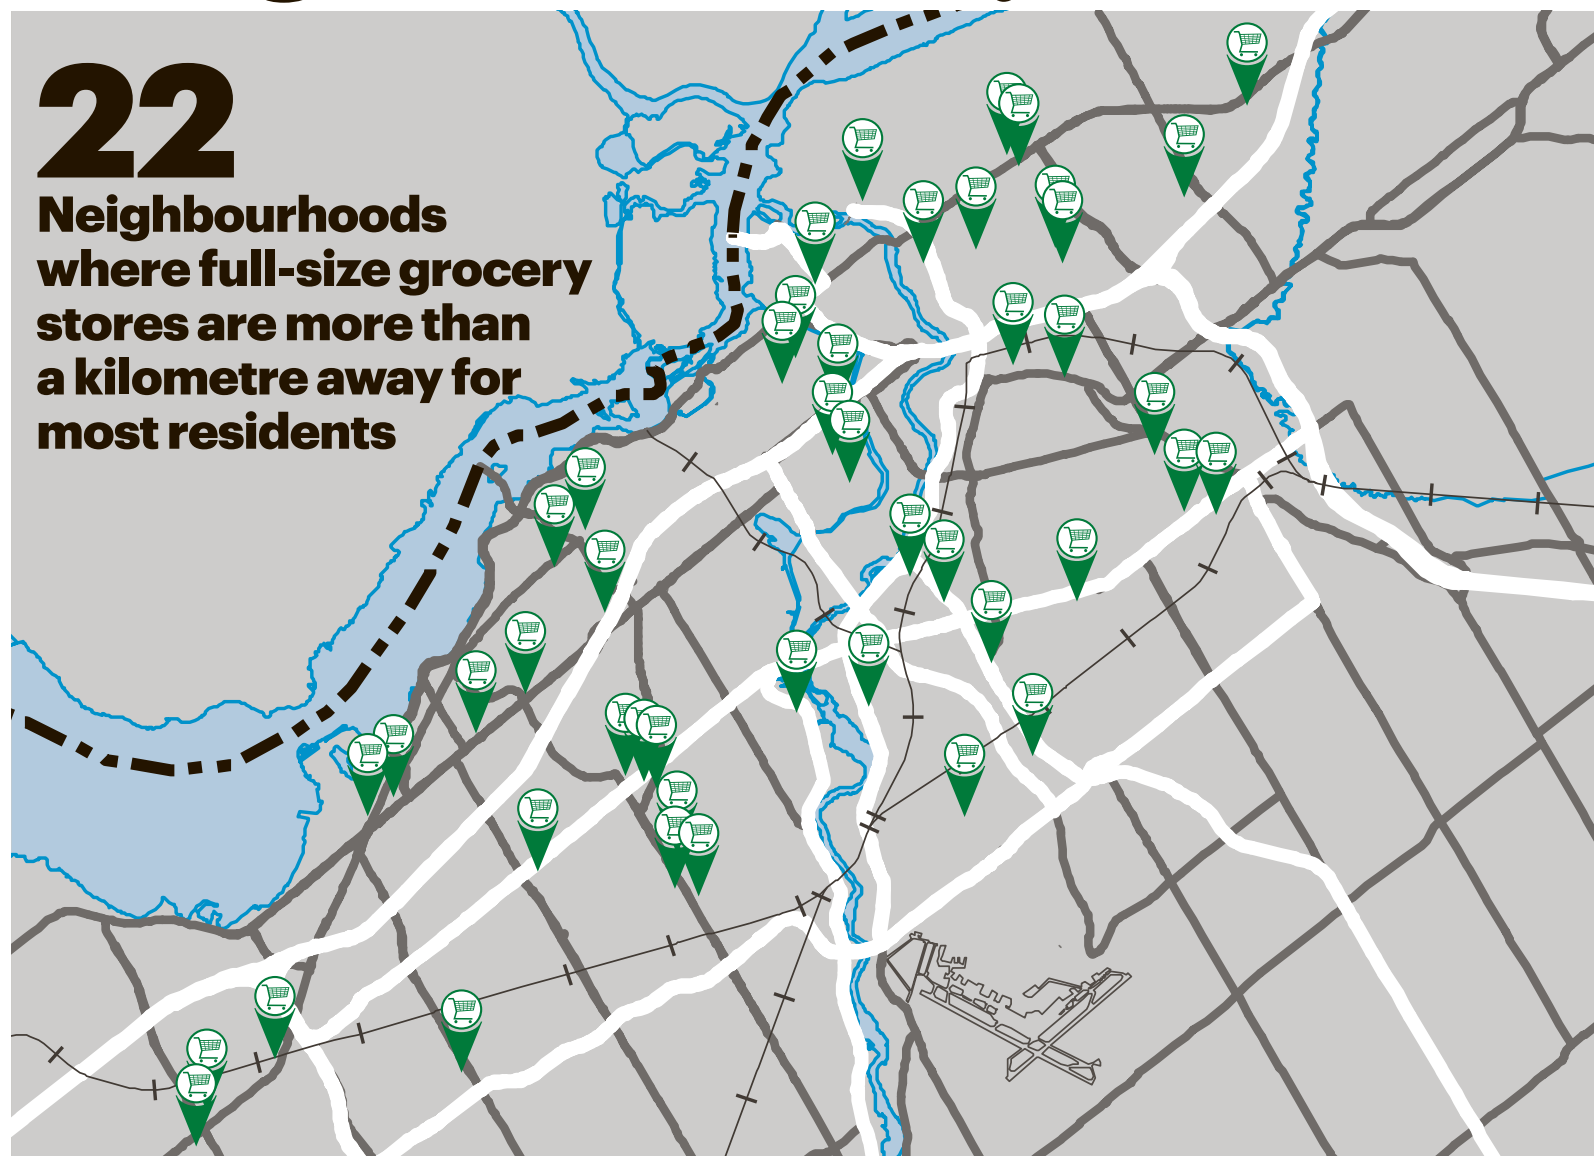 22
Neighbourhoods
where full-size grocery
stores are more than
a kilometre away for
most residents